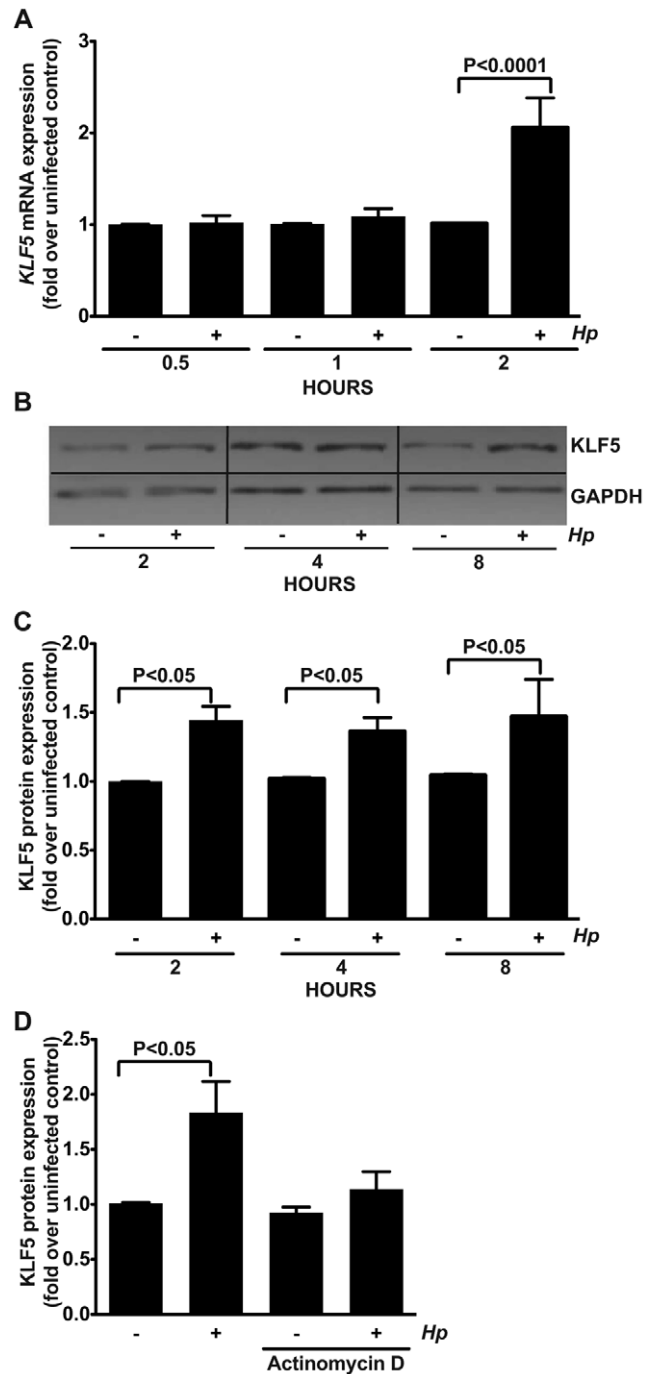 A
KLF5 mRNA expression
(fold over uninfected control)
3
2
1
0
P<0.0001
- + - + - + Hp
0.5 1 2
HOURS
B
KLF5
GAPDH
- + - + - + Hp
2 4 8
HOURS
C
KLF5 protein expression
(fold over uninfected control)
2.0
1.5
1.0
0.5
0.0
P<0.05 P<0.05 P<0.05
- + - + - + Hp
2 4 8
HOURS
D
KLF5 protein expression
(fold over uninfected control)
2.5
2.0
1.5
1.0
0.5
0.0
P<0.05
- + - + Hp
Actinomycin D